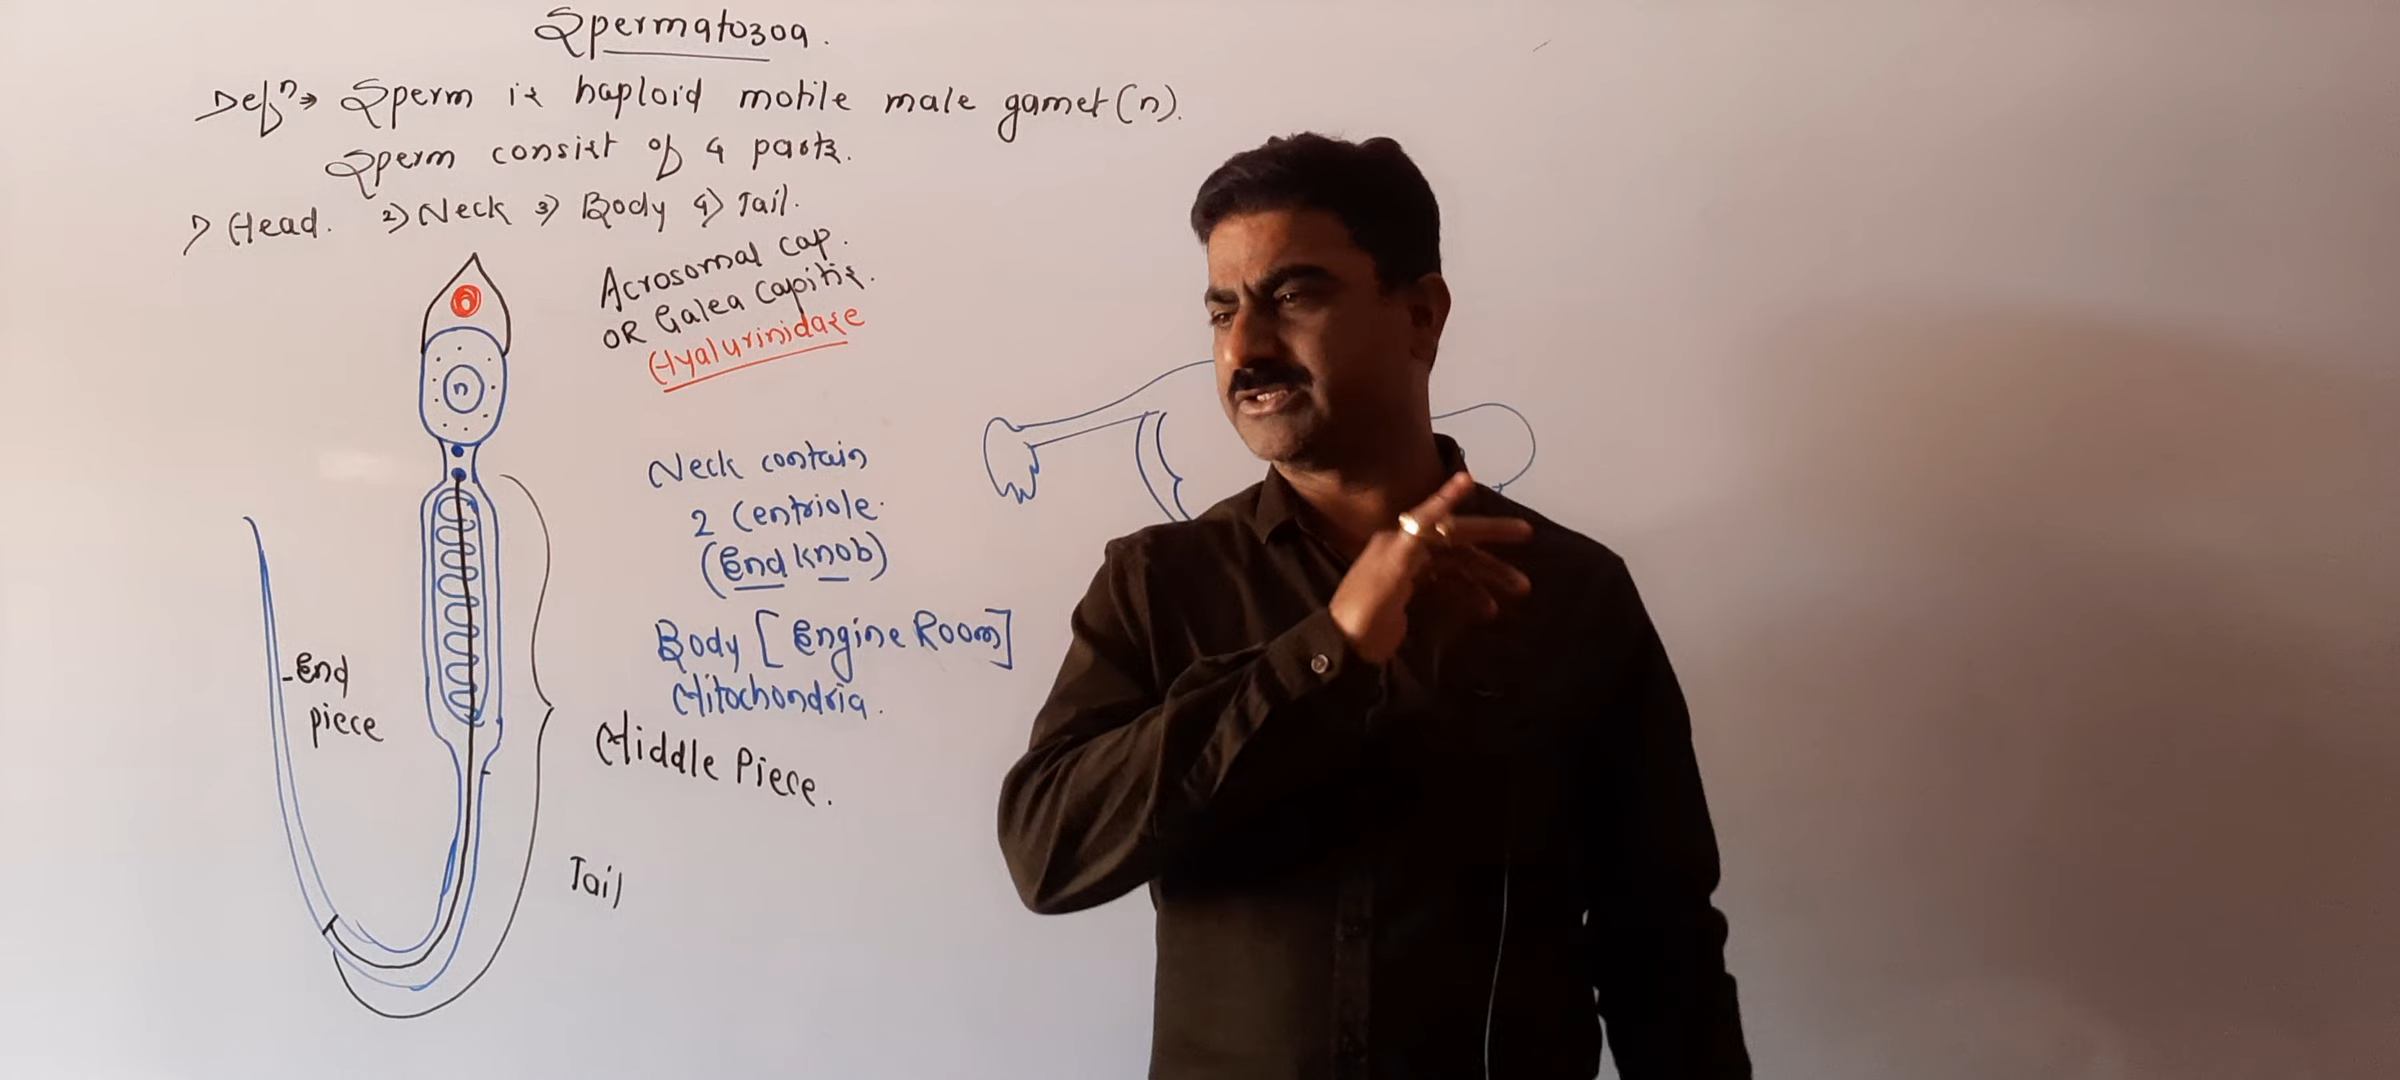 Spermatozoa.
Defn→ Sperm is haploid motile male gamet (n).
Sperm consist of 4 parts.
1) Head. 2) Neck 3) Body 4) Tail.
Acrosomal cap.
OR Galea capitis.
Hyalurinidase
n
Neck contain
2 Centriole.
(End knob)
Body [Engine Room]
Mitochondria.
End
piece
Middle Piece.
Tail